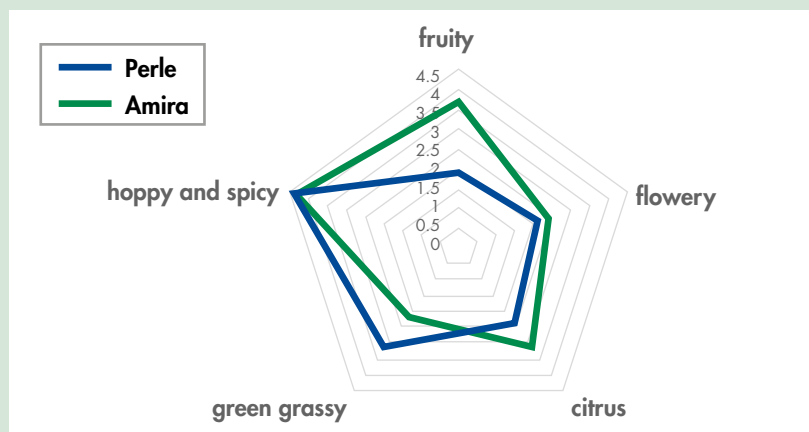 Perle
Amira
fruity
4.5
4
3.5
3
2.5
2
1.5
1
0.5
0
hoppy and spicy
flowery
green grassy
citrus